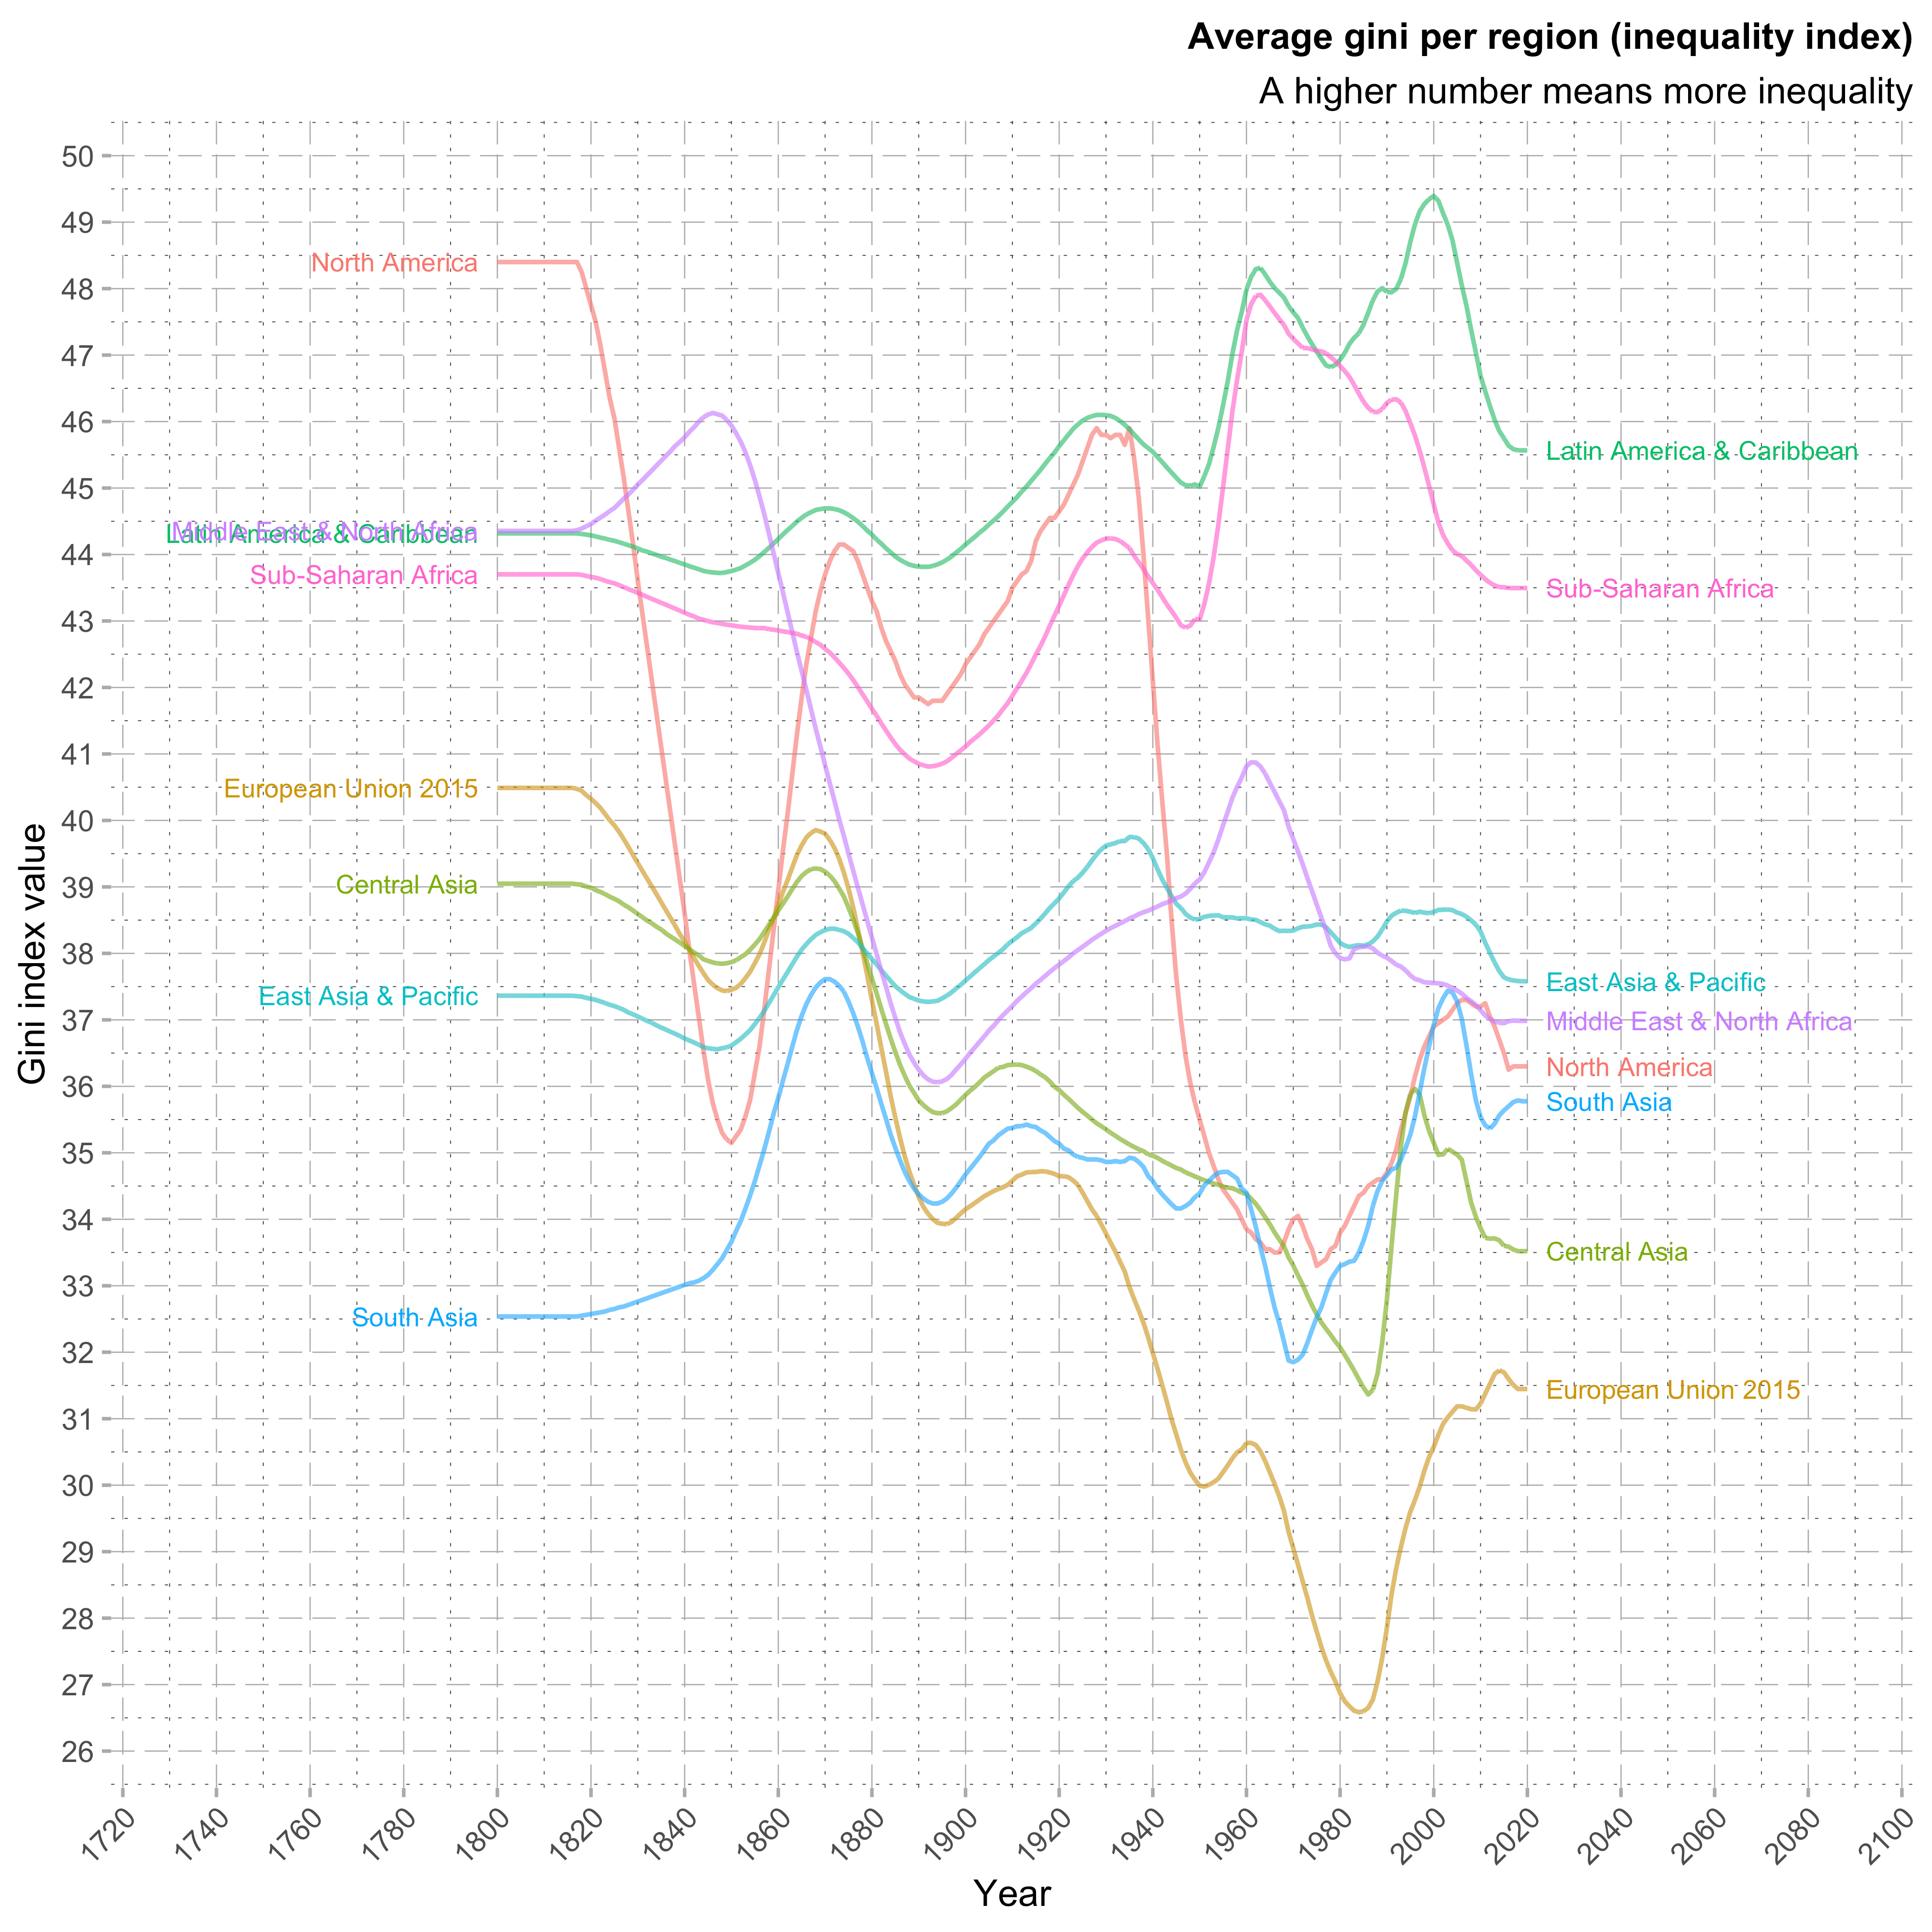 Average gini per region (inequality index)
A higher number means more inequality
Gini index value
50
49
48
47
46
45
44
43
42
41
40
39
38
37
36
35
34
33
32
31
30
29
28
27
26
North America
Middle East & North Africa
Latin America & Caribbean
Sub-Saharan Africa
European Union 2015
Central Asia
East Asia & Pacific
South Asia
Latin America & Caribbean
Sub-Saharan Africa
East Asia & Pacific
Middle East & North Africa
North America
South Asia
Central Asia
European Union 2015
1720 1740 1760 1780 1800 1820 1840 1860 1880 1900 1920 1940 1960 1980 2000 2020 2040 2060 2080 2100
Year